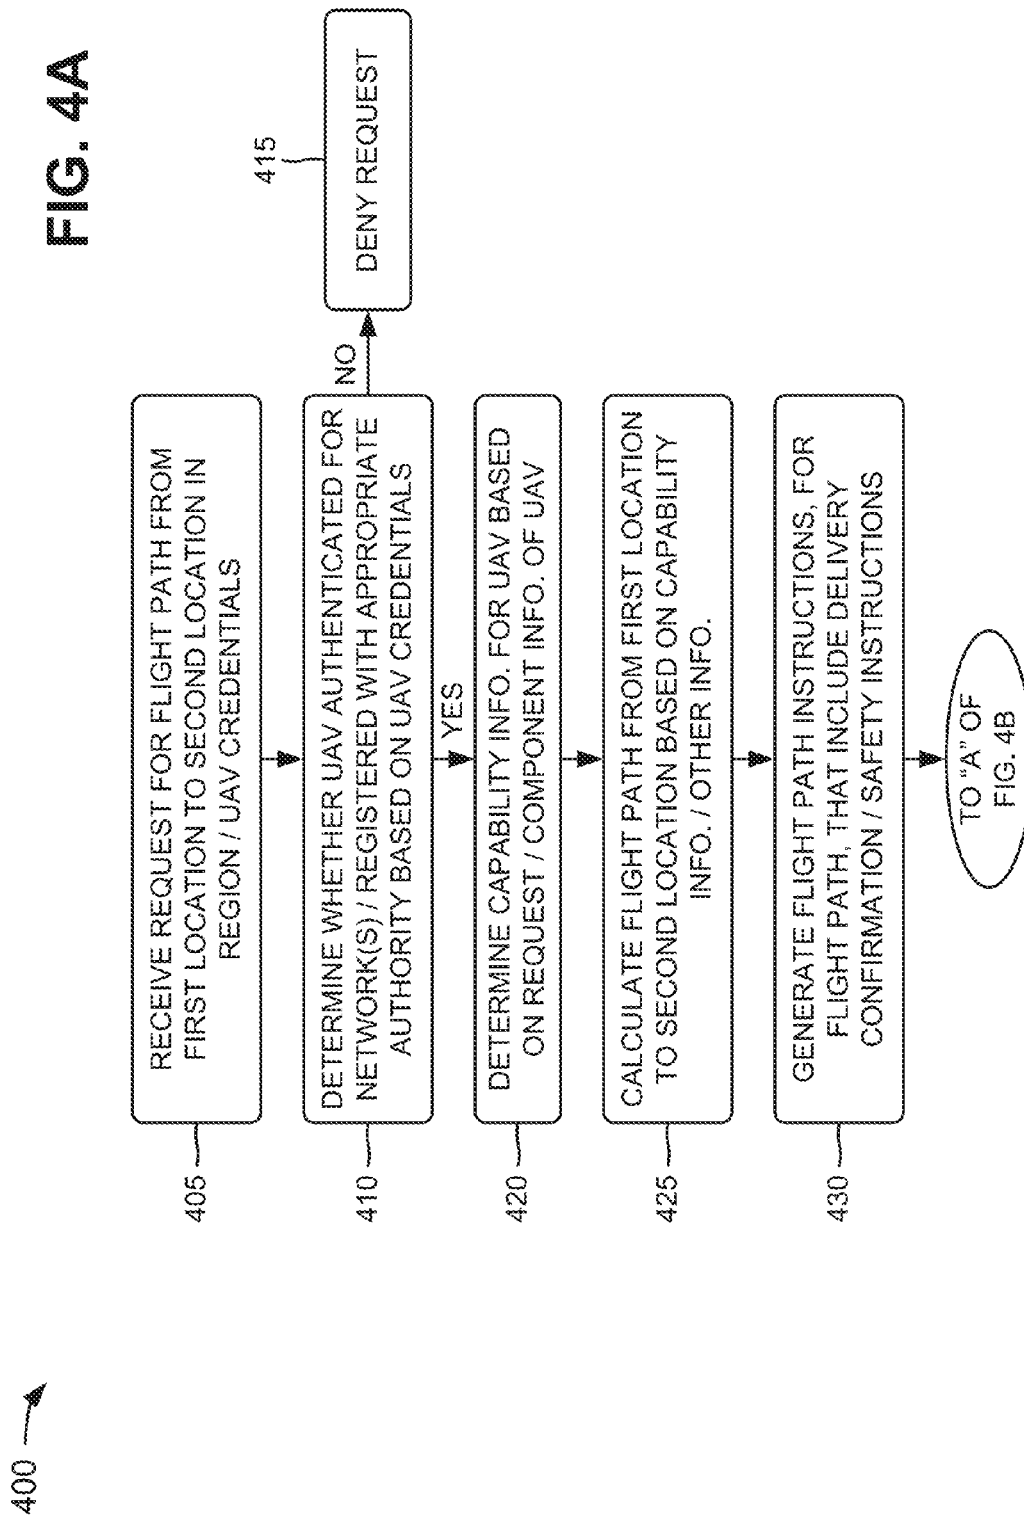 FIG. 4A
400
405
RECEIVE REQUEST FOR FLIGHT PATH FROM
FIRST LOCATION TO SECOND LOCATION IN
REGION / UAV CREDENTIALS
410
DETERMINE WHETHER UAV AUTHENTICATED FOR
NETWORK(S) / REGISTERED WITH APPROPRIATE
AUTHORITY BASED ON UAV CREDENTIALS
NO
415
DENY REQUEST
YES
420
DETERMINE CAPABILITY INFO. FOR UAV BASED
ON REQUEST / COMPONENT INFO. OF UAV
425
CALCULATE FLIGHT PATH FROM FIRST LOCATION
TO SECOND LOCATION BASED ON CAPABILITY
INFO. / OTHER INFO.
430
GENERATE FLIGHT PATH INSTRUCTIONS, FOR
FLIGHT PATH, THAT INCLUDE DELIVERY
CONFIRMATION / SAFETY INSTRUCTIONS
TO “A” OF
FIG. 4B